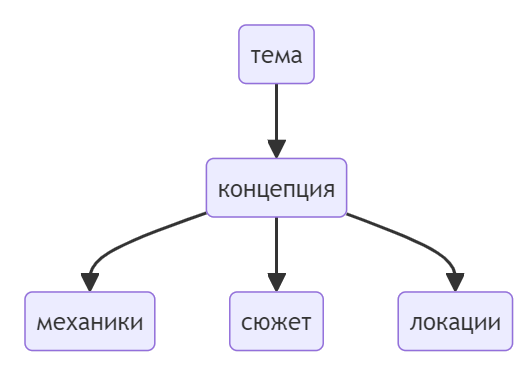 тема
концепция
механики
сюжет
локации